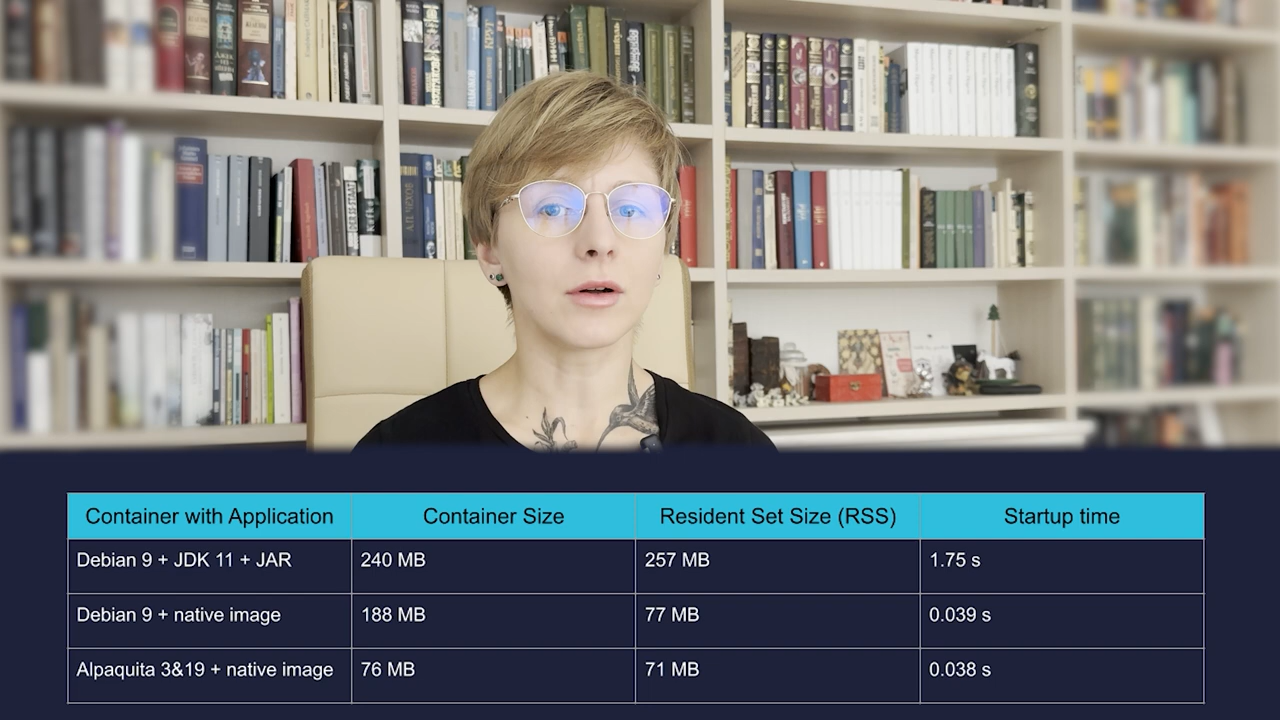 Container with Application
Container Size
Resident Set Size (RSS)
Startup time
Debian 9 + JDK 11 + JAR
240 MB
257 MB
1.75 s
Debian 9 + native image
188 MB
77 MB
0.039 s
Alpaquita 3&19 + native image
76 MB
71 MB
0.038 s